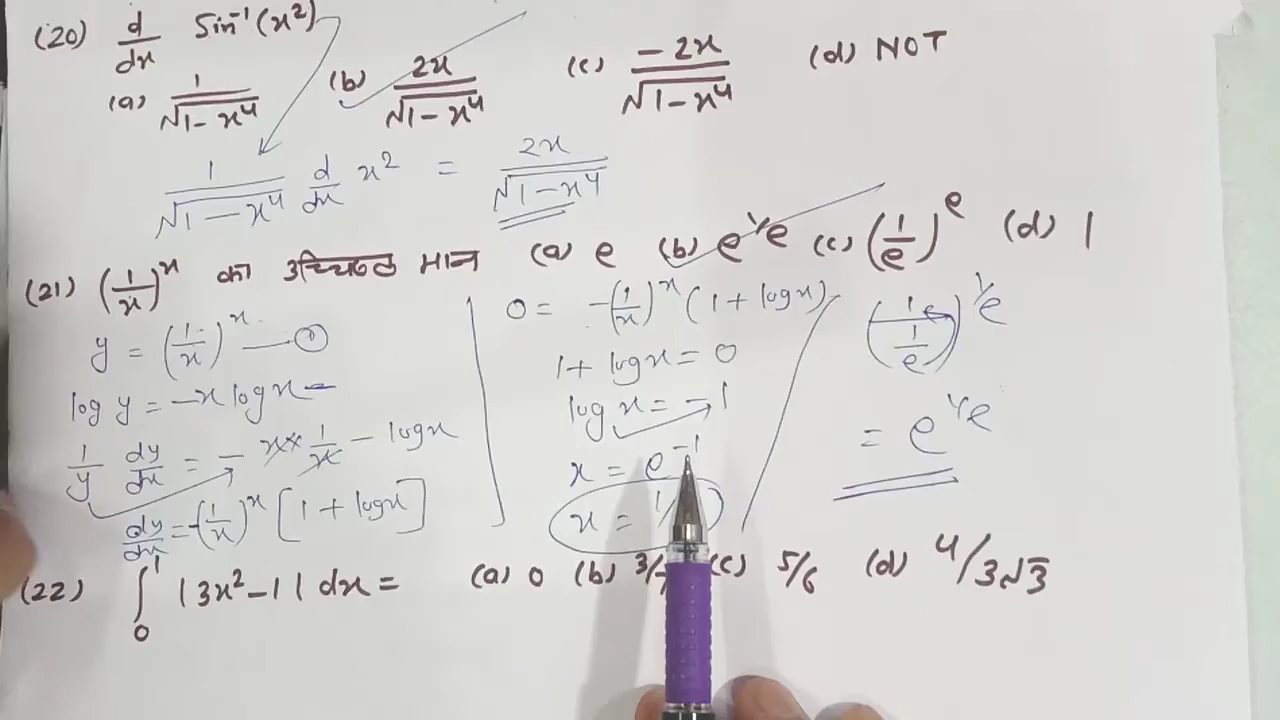 (20) d/dx Sin⁻¹(x²)
(a) 1/√1-x⁴ (b) 2x/√1-x⁴ (c) -2x/√1-x⁴ (d) NOT
1/√1-x⁴ d/dx x² = 2x/√1-x⁴
(21) (1/x)^x का उच्चिष्ठ मान (a) e (b) e^1/e (c) (1/e)^e (d) 1
y = (1/x)^x
log y = -x log x
1/y dy/dx = - x × 1/x - log x
dy/dx = -(1/x)^x [1 + log x]
0 = -(1/x)^x (1 + log x)
1 + log x = 0
log x = -1
x = e⁻¹
x = 1/
(1/(1/e))^1/e
= e^1/e
(22) ∫₀¹ |3x²-1| dx = (a) 0 (b) 3/ (c) 5/6 (d) 4/3√3